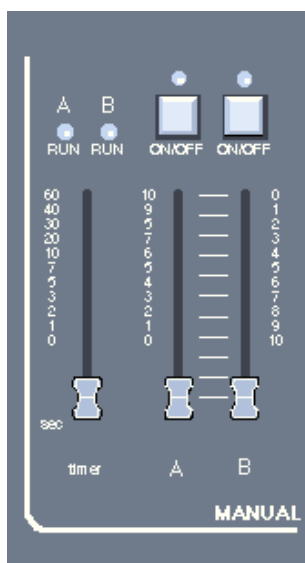 A B
RUN RUN ON/OFF ON/OFF
60 10 0
40 9 1
30 5 2
20 7 3
10 6 4
7 5 5
5 4 6
3 3 7
2 2 8
1 1 9
0 0 10
sec
timer A B
MANUAL